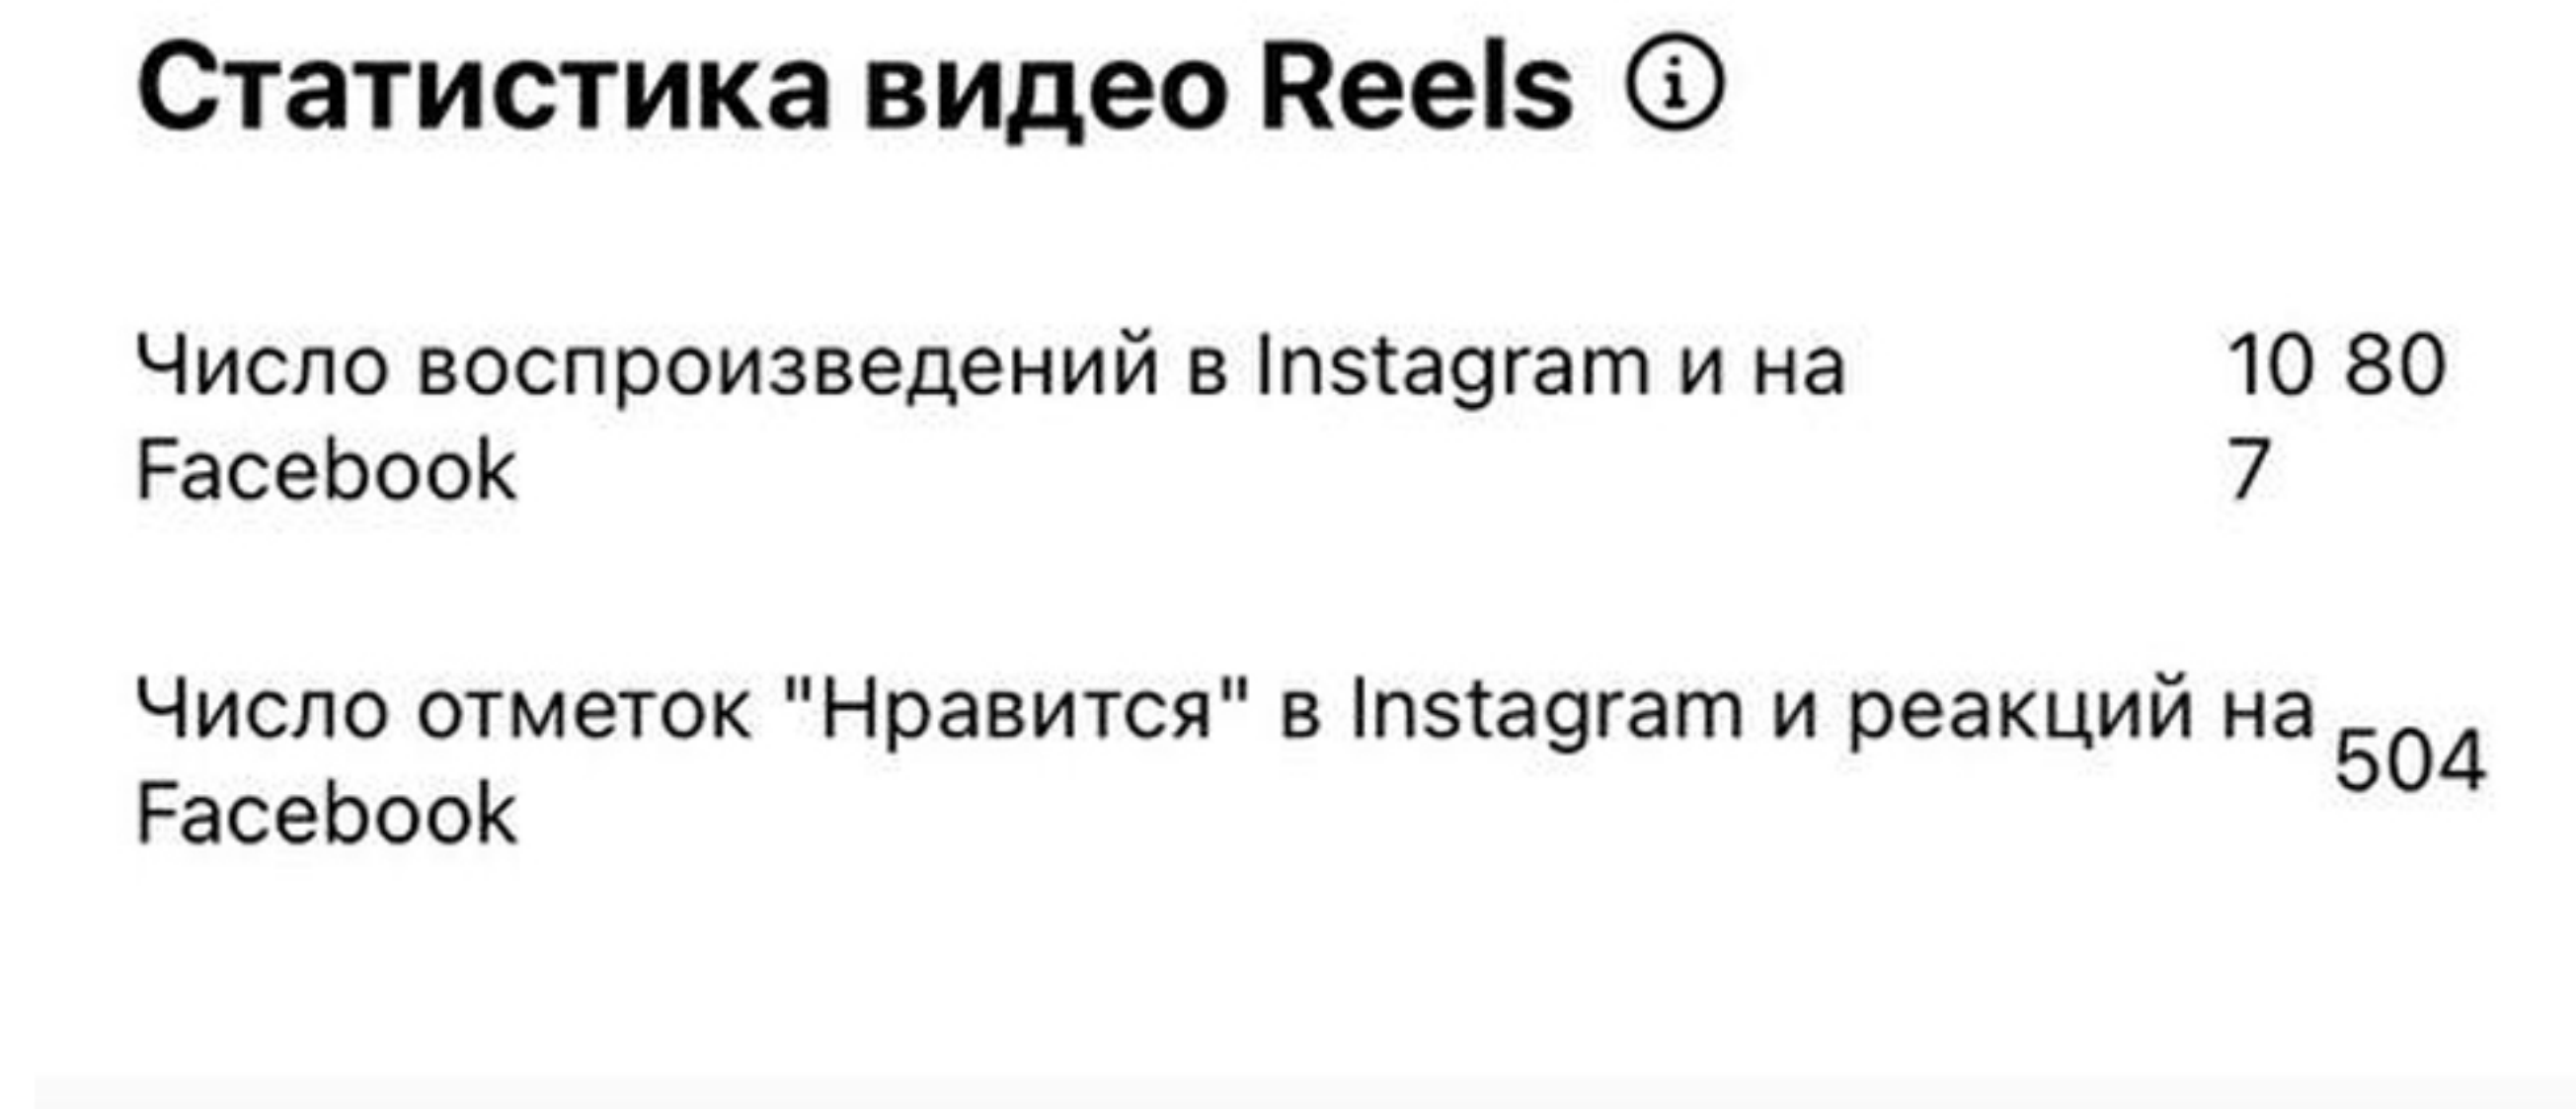 Статистика видео Reels
Число воспроизведений в Instagram и на 10 80
Facebook 7
Число отметок "Нравится" в Instagram и реакций на 504
Facebook